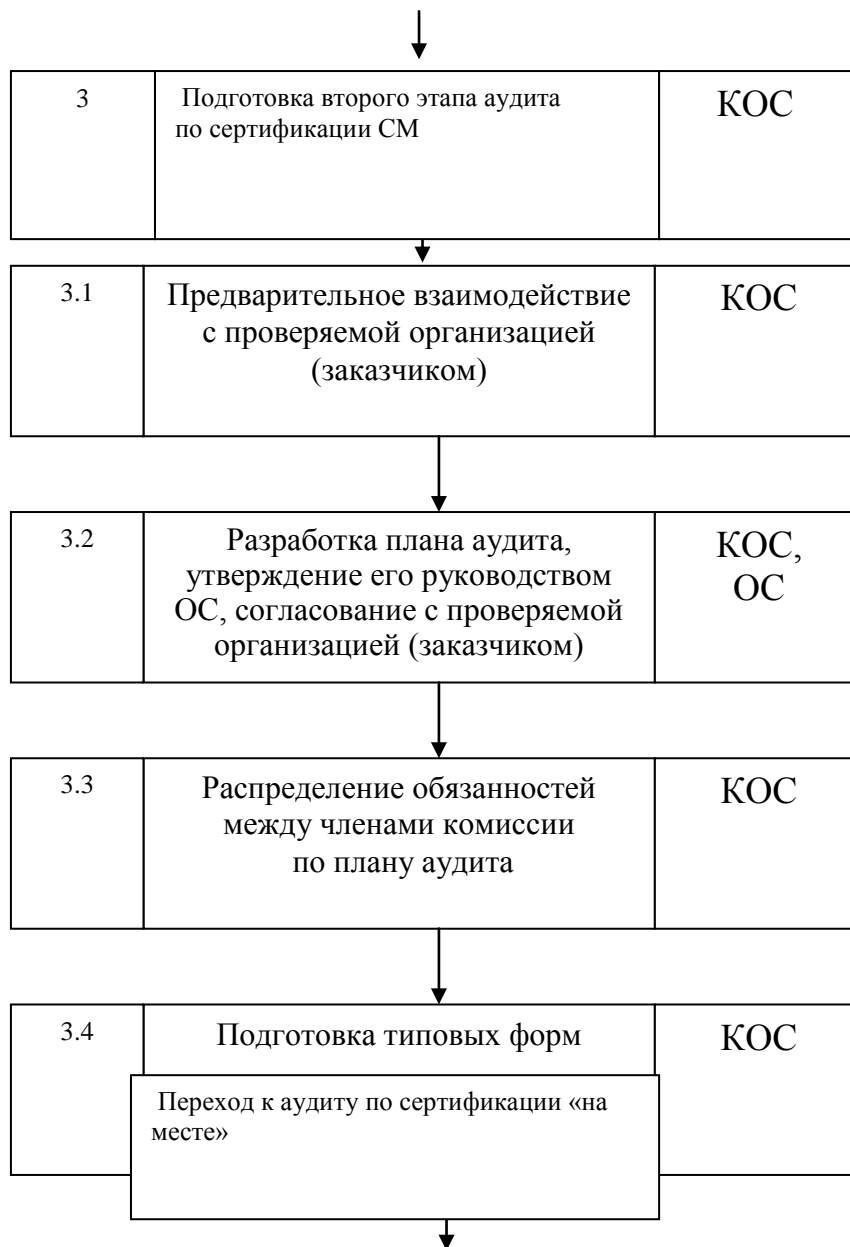 3
Подготовка второго этапа аудита
по сертификации СМ
КОС
3.1
Предварительное взаимодействие
с проверяемой организацией
(заказчиком)
КОС
3.2
Разработка плана аудита,
утверждение его руководством
ОС, согласование с проверяемой
организацией (заказчиком)
КОС,
ОС
3.3
Распределение обязанностей
между членами комиссии
по плану аудита
КОС
3.4
Подготовка типовых форм
КОС
Переход к аудиту по сертификации «на
месте»